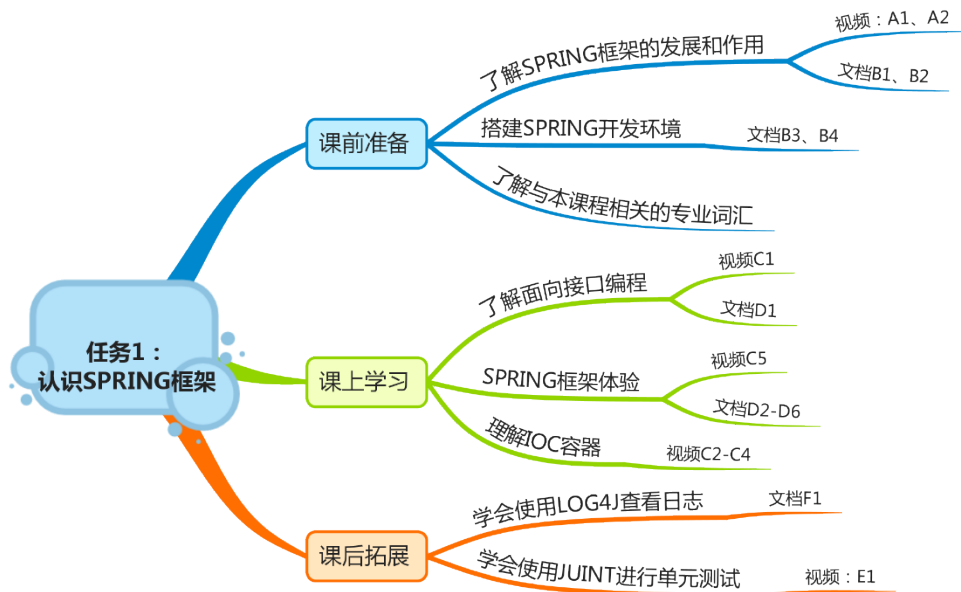 任务1：
认识SPRING框架
课前准备
了解SPRING框架的发展和作用
视频：A1、A2
文档B1、B2
搭建SPRING开发环境
文档B3、B4
了解与本课程相关的专业词汇
课上学习
了解面向接口编程
视频C1
文档D1
SPRING框架体验
视频C5
文档D2-D6
理解IOC容器
视频C2-C4
课后拓展
学会使用LOG4J查看日志
文档F1
学会使用JUINT进行单元测试
视频：E1